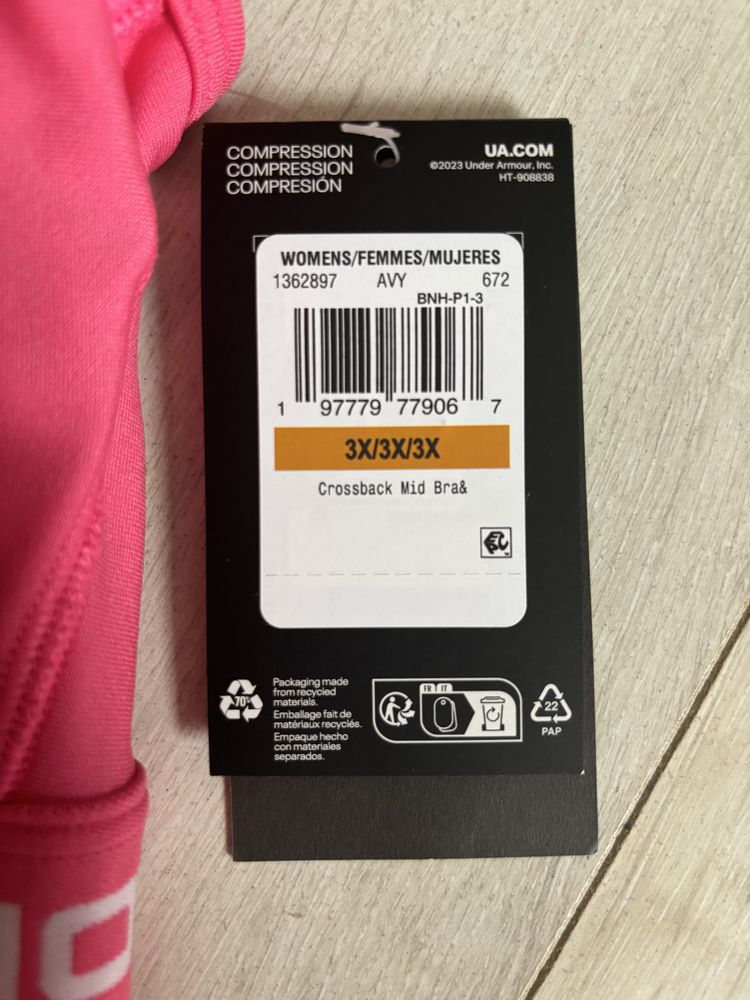 COMPRESSION
COMPRESSION
COMPRESIÓN
UA.COM
©2023 Under Armour, Inc.
HT-908838
WOMENS/FEMMES/MUJERES
1362897 AVY 672
BNH-P1-3
1 97779 77906 7
3X/3X/3X
Crossback Mid Bra&
EPC
70%
Packaging made
from recycled
materials.
Emballage fait de
matériaux recyclés.
Empaque hecho
con materiales
separados.
FR IT
22
PAP